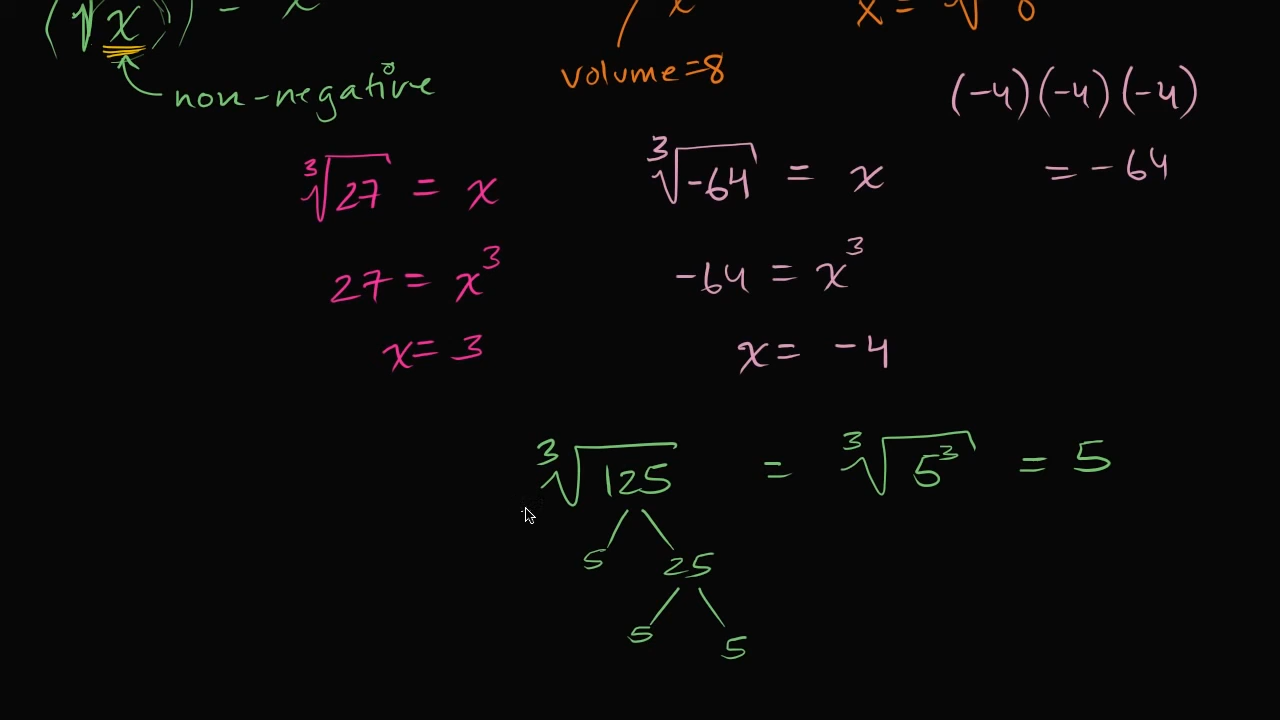 (√x) = x
x
x = √8
volume=8
non-negative
(-4)(-4)(-4)
= -64
∛27 = x
∛-64 = x
27 = x³
-64 = x³
x = 3
x = -4
∛125 = ∛5³ = 5
5 25
5 5